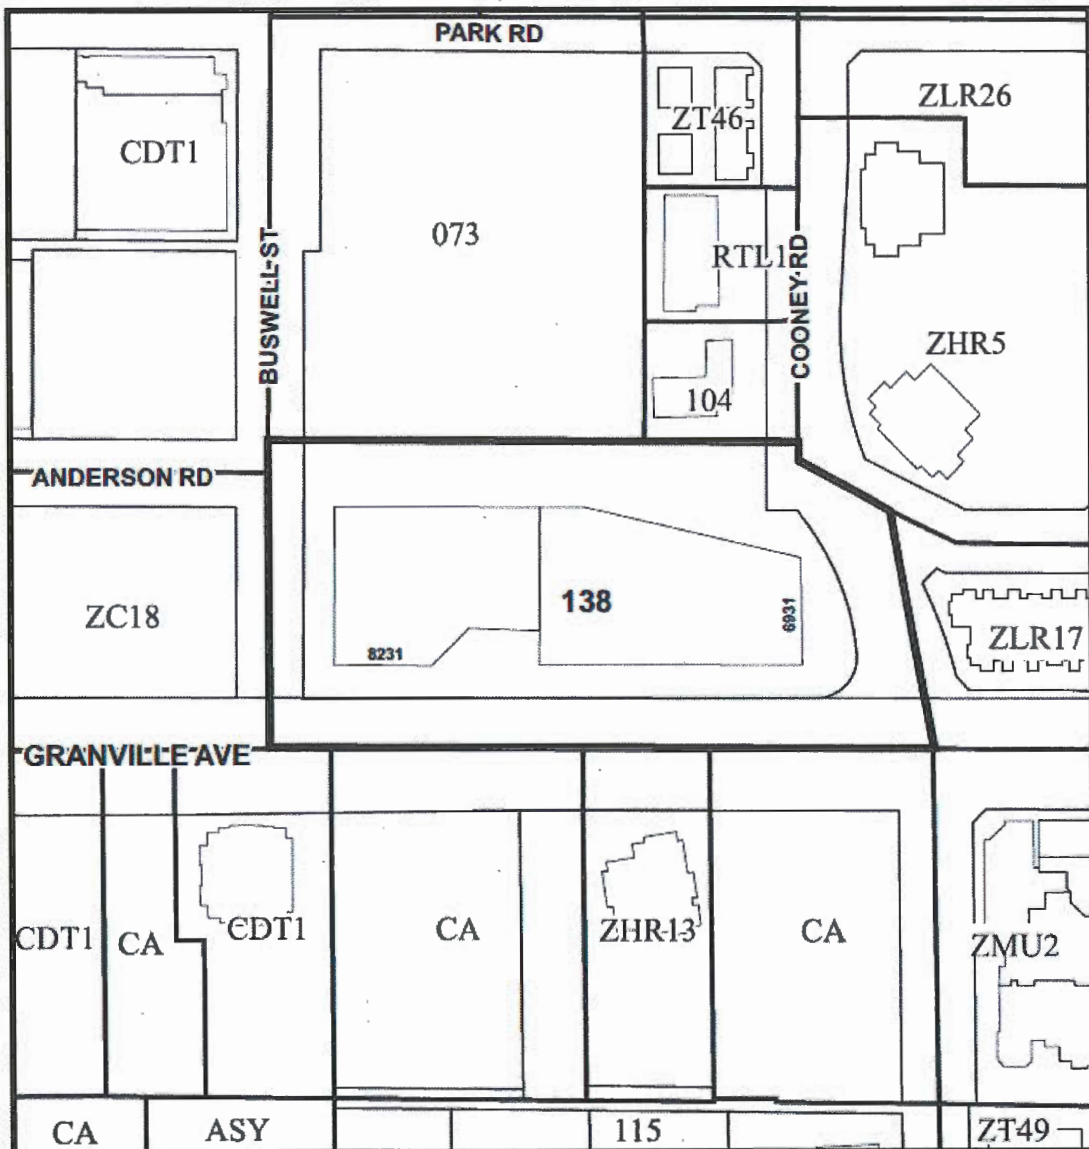 PARK RD
ZLR26
ZT46
CDT1
073
RTL1
BUSWELL ST
COONEY RD
ZHR5
104
ANDERSON RD
138
6931
ZC18
8231
ZLR17
GRANVILLE AVE
CDT1
CA
CDT1
CA
ZHR13
CA
ZMU2
CA
ASY
115
ZT49